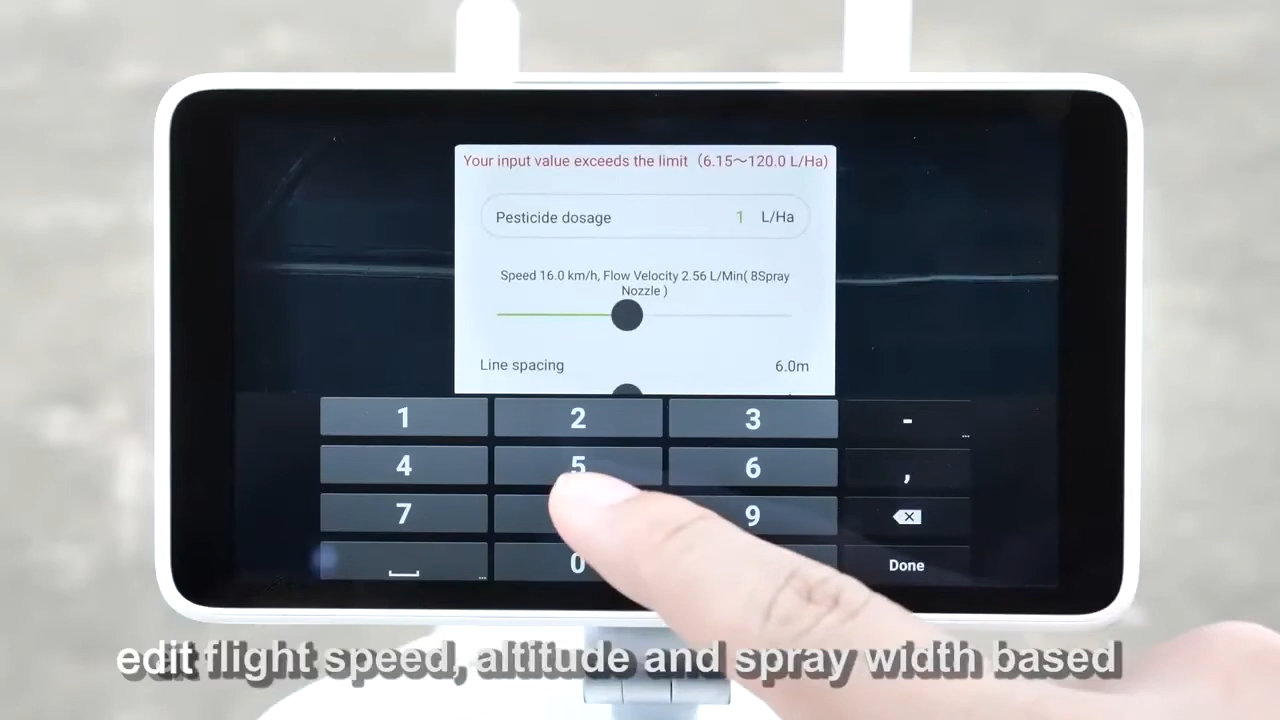 Your input value exceeds the limit（6.15～120.0 L/Ha)
Pesticide dosage 1 L/Ha
Speed 16.0 km/h, Flow Velocity 2.56 L/Min( 8Spray
Nozzle )
Line spacing 6.0m
1 2 3 -
4 5 6 ,
7 9
0 Done
edit flight speed, altitude and spray width based